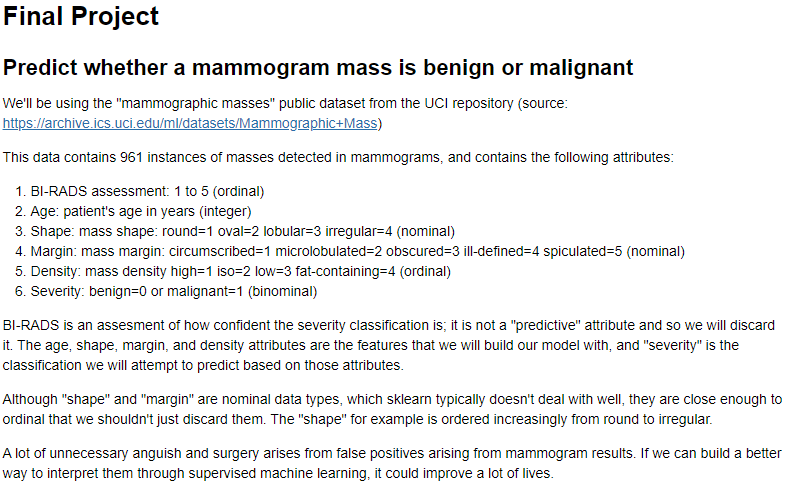 Final Project
Predict whether a mammogram mass is benign or malignant
We'll be using the "mammographic masses" public dataset from the UCI repository (source:
https://archive.ics.uci.edu/ml/datasets/Mammographic+Mass)
This data contains 961 instances of masses detected in mammograms, and contains the following attributes:
1. BI-RADS assessment: 1 to 5 (ordinal)
2. Age: patient's age in years (integer)
3. Shape: mass shape: round=1 oval=2 lobular=3 irregular=4 (nominal)
4. Margin: mass margin: circumscribed=1 microlobulated=2 obscured=3 ill-defined=4 spiculated=5 (nominal)
5. Density: mass density high=1 iso=2 low=3 fat-containing=4 (ordinal)
6. Severity: benign=0 or malignant=1 (binominal)
BI-RADS is an assesment of how confident the severity classification is; it is not a "predictive" attribute and so we will discard
it. The age, shape, margin, and density attributes are the features that we will build our model with, and "severity" is the
classification we will attempt to predict based on those attributes.
Although "shape" and "margin" are nominal data types, which sklearn typically doesn't deal with well, they are close enough to
ordinal that we shouldn't just discard them. The "shape" for example is ordered increasingly from round to irregular.
A lot of unnecessary anguish and surgery arises from false positives arising from mammogram results. If we can build a better
way to interpret them through supervised machine learning, it could improve a lot of lives.